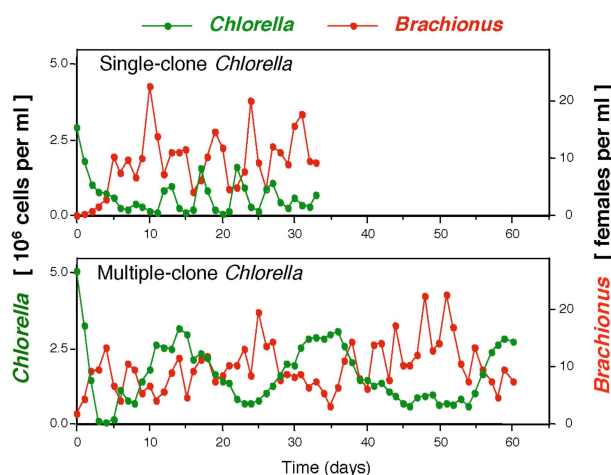 Chlorella Brachionus
Single-clone Chlorella
5.0
2.5
0.0
20
10
0
0 10 20 30 40 50 60
Multiple-clone Chlorella
5.0
2.5
0.0
20
10
0
0 10 20 30 40 50 60
Time (days)
Chlorella [ 10⁶ cells per ml ]
Brachionus [ females per ml ]